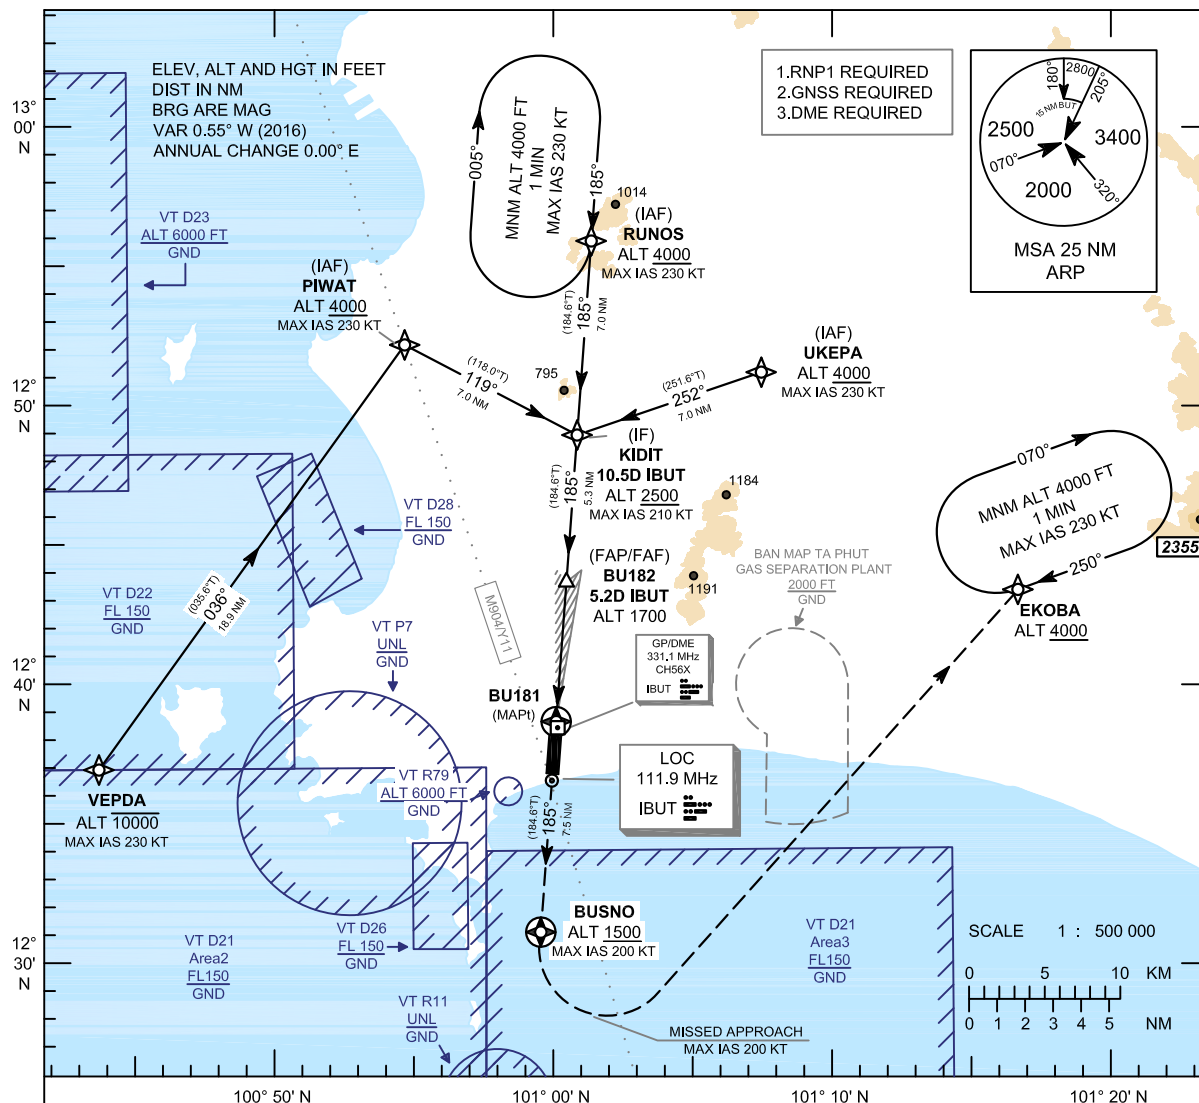 ELEV, ALT AND HGT IN FEET
DIST IN NM
BRG ARE MAG
VAR 0.55° W (2016)
ANNUAL CHANGE 0.00° E
1.RNP1 REQUIRED
2.GNSS REQUIRED
3.DME REQUIRED
180°
2800
205°
15 NM BUT
2500
3400
070°
2000
320°
MSA 25 NM
ARP
13°
00'
N
12°
50'
N
12°
40'
N
12°
30'
N
VT D23
ALT 6000 FT
GND
005°
MNM ALT 4000 FT
1 MIN
MAX IAS 230 KT
185°
1014
(IAF)
RUNOS
ALT 4000
MAX IAS 230 KT
(IAF)
PIWAT
ALT 4000
MAX IAS 230 KT
(184.6°T)
185°
7.0 NM
(IAF)
UKEPA
ALT 4000
MAX IAS 230 KT
(118.0°T)
119°
7.0 NM
795
(251.6°T)
252°
7.0 NM
(IF)
KIDIT
10.5D IBUT
ALT 2500
MAX IAS 210 KT
(184.6°T)
185°
5.3 NM
1184
1191
070°
MNM ALT 4000 FT
1 MIN
MAX IAS 230 KT
250°
2355
EKOBA
ALT 4000
VT D28
FL 150
GND
(FAP/FAF)
BU182
5.2D IBUT
ALT 1700
BAN MAP TA PHUT
GAS SEPARATION PLANT
2000 FT
GND
VT D22
FL 150
GND
(035.6°T)
036°
18.9 NM
M904/Y11
VT P7
UNL
GND
GP/DME
331.1 MHz
CH56X
IBUT
BU181
(MAPt)
LOC
111.9 MHz
IBUT
VEPDA
ALT 10000
MAX IAS 230 KT
VT R79
ALT 6000 FT
GND
(184.6°T)
185°
7.5 NM
BUSNO
ALT 1500
MAX IAS 200 KT
VT D26
FL 150
GND
VT D21
Area2
FL150
GND
VT D21
Area3
FL150
GND
VT R11
UNL
GND
MISSED APPROACH
MAX IAS 200 KT
SCALE 1 : 500 000
0 5 10 KM
0 1 2 3 4 5 NM
100° 50' E
101° 00' E
101° 10' E
101° 20' E